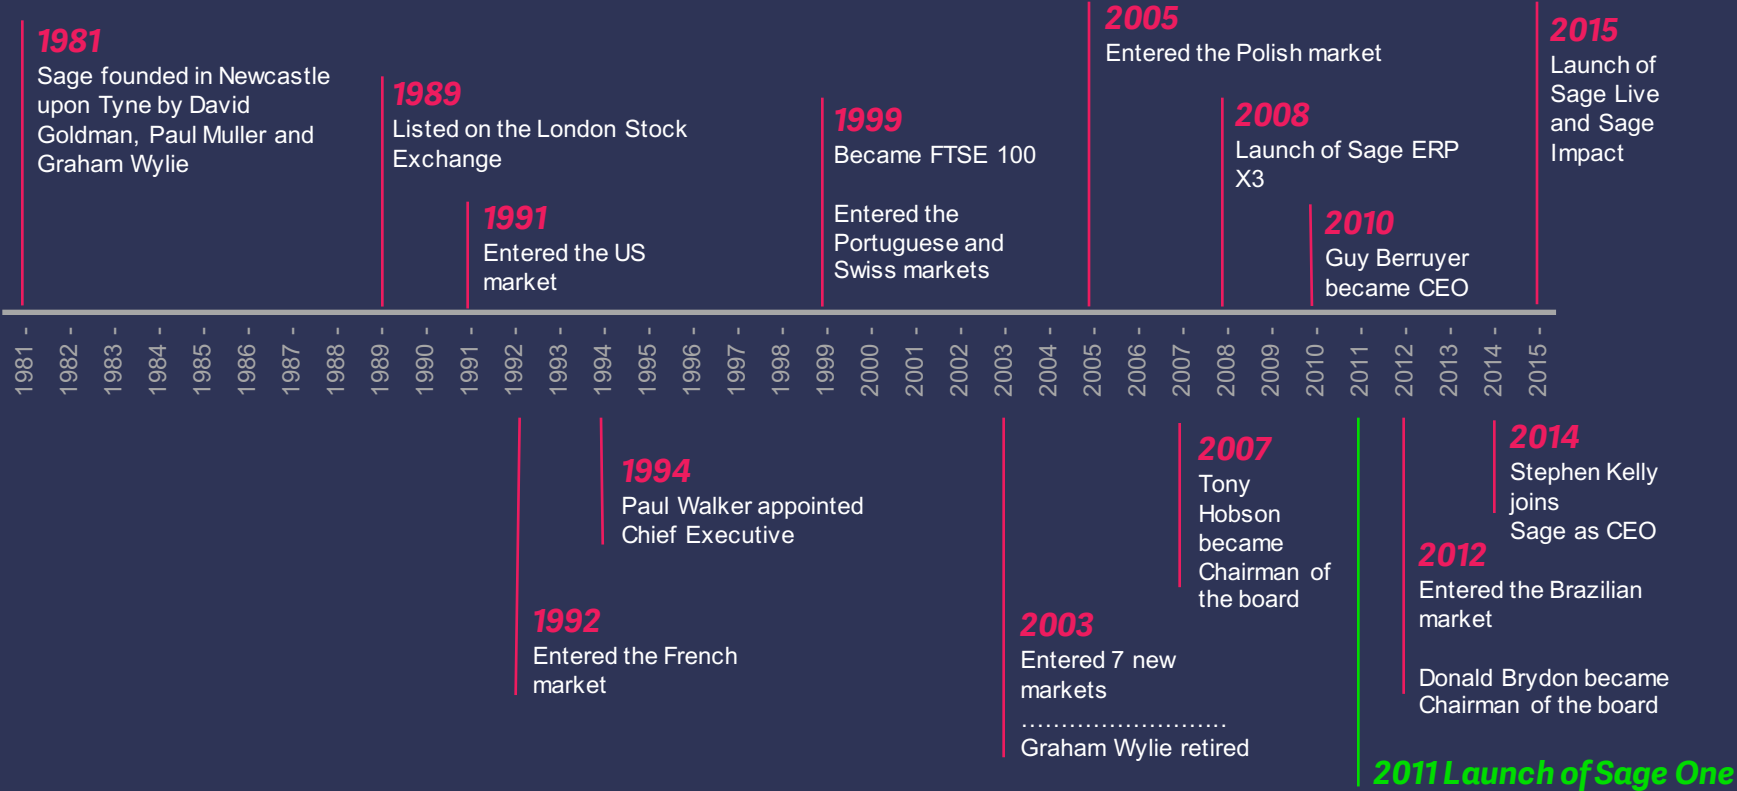 1981
Sage founded in Newcastle
upon Tyne by David
Goldman, Paul Muller and
Graham Wylie
1989
Listed on the London Stock
Exchange
1991
Entered the US
market
1999
Became FTSE 100
Entered the
Portuguese and
Swiss markets
2005
Entered the Polish market
2008
Launch of Sage ERP
X3
2010
Guy Berruyer
became CEO
2015
Launch of
Sage Live
and Sage
Impact
1981 -
1982 -
1983 -
1984 -
1985 -
1986 -
1987 -
1988 -
1989 -
1990 -
1991 -
1992 -
1993 -
1994 -
1995 -
1996 -
1997 -
1998 -
1999 -
2000 -
2001 -
2002 -
2003 -
2004 -
2005 -
2006 -
2007 -
2008 -
2009 -
2010 -
2011 -
2012 -
2013 -
2014 -
2015 -
1992
Entered the French
market
1994
Paul Walker appointed
Chief Executive
2003
Entered 7 new
markets
..........................
Graham Wylie retired
2007
Tony
Hobson
became
Chairman of
the board
2011 Launch of Sage One
2012
Entered the Brazilian
market
Donald Brydon became
Chairman of the board
2014
Stephen Kelly
joins
Sage as CEO